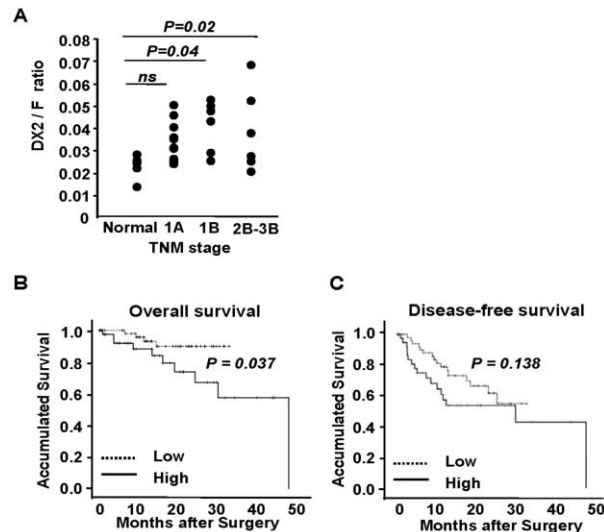 A
P=0.02
P=0.04
ns
0.08
0.07
0.06
0.05
0.04
0.03
0.02
0.01
0
DX2 / F ratio
Normal 1A 1B 2B-3B
TNM stage
B
Overall survival
P = 0.037
1.0
0.8
0.6
0.4
0.2
0.0
Accumulated Survival
Low
High
0 10 20 30 40 50
Months after Surgery
C
Disease-free survival
P = 0.138
1.0
0.8
0.6
0.4
0.2
0.0
Accumulated Survival
Low
High
0 10 20 30 40 50
Months after Surgery